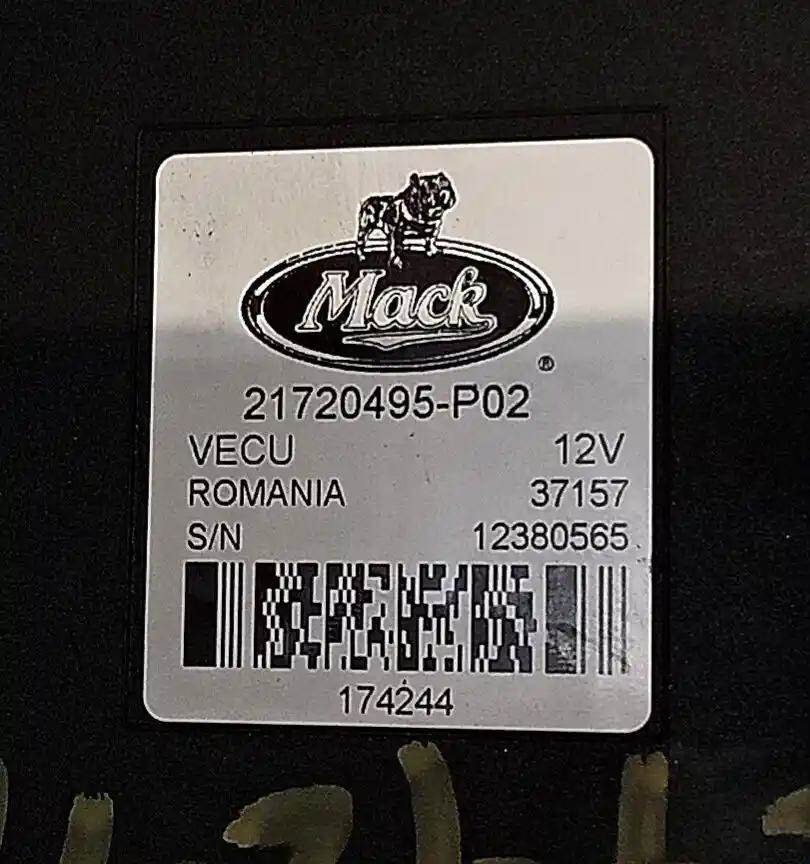 Mack
®
21720495-P02
VECU 12V
ROMANIA 37157
S/N 12380565
174244